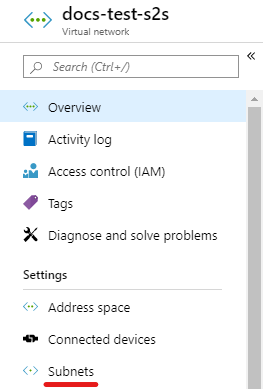 docs-test-s2s
Virtual network
Search (Ctrl+/)
Overview
Activity log
Access control (IAM)
Tags
Diagnose and solve problems
Settings
Address space
Connected devices
Subnets